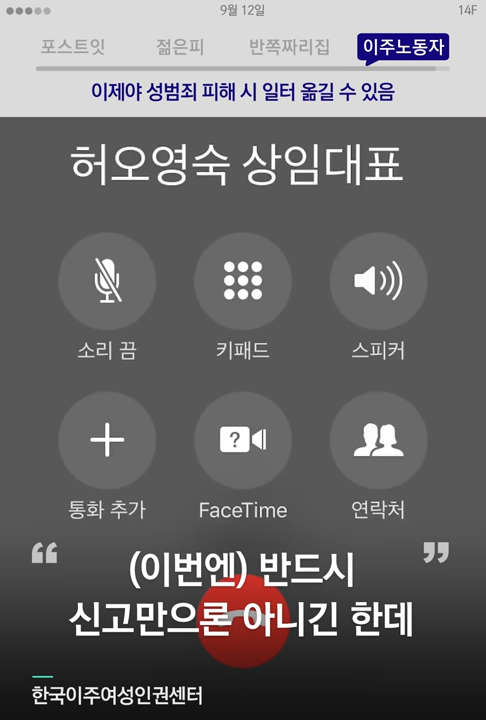 9월 12일
14F
포스트잇
젊은피
반쪽짜리집
이주노동자
이제야 성범죄 피해 시 일터 옮길 수 있음
허오영숙 상임대표
소리 끔
키패드
스피커
?
통화 추가
FaceTime
연락처
“ (이번엔) 반드시 ”
신고만으론 아니긴 한데
한국이주여성인권센터